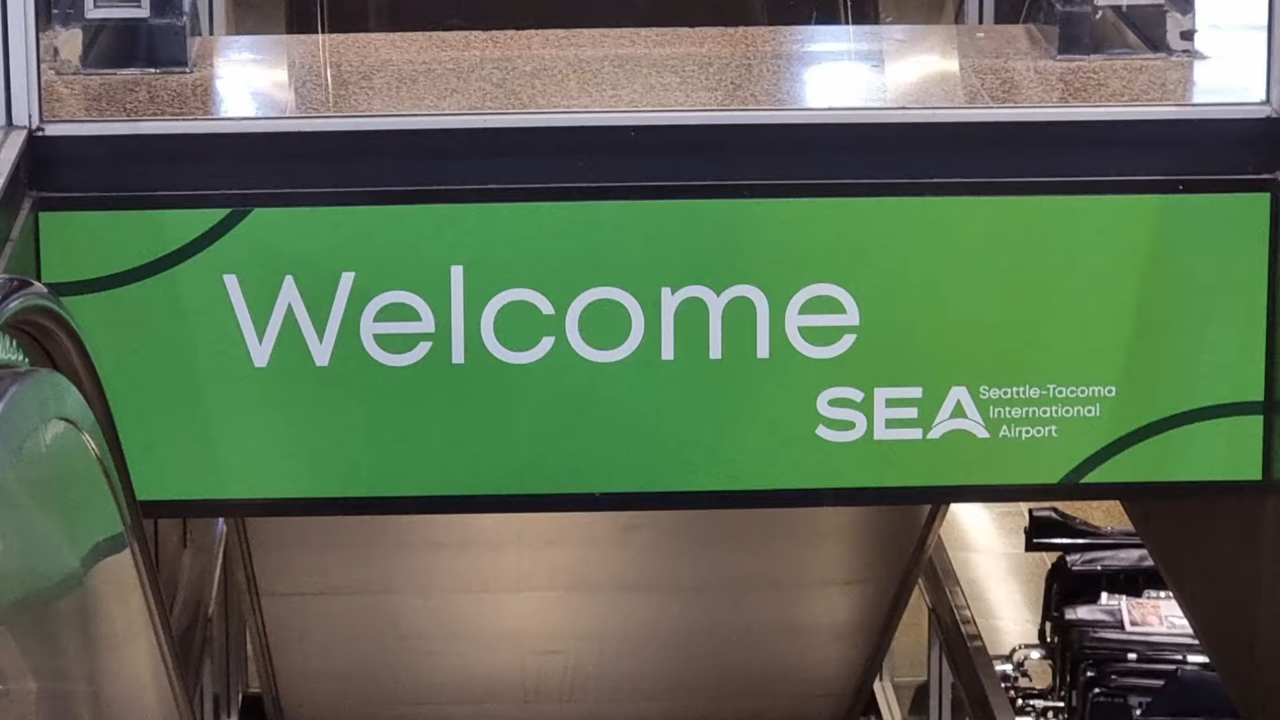 Welcome
SEA
Seattle-Tacoma
International
Airport